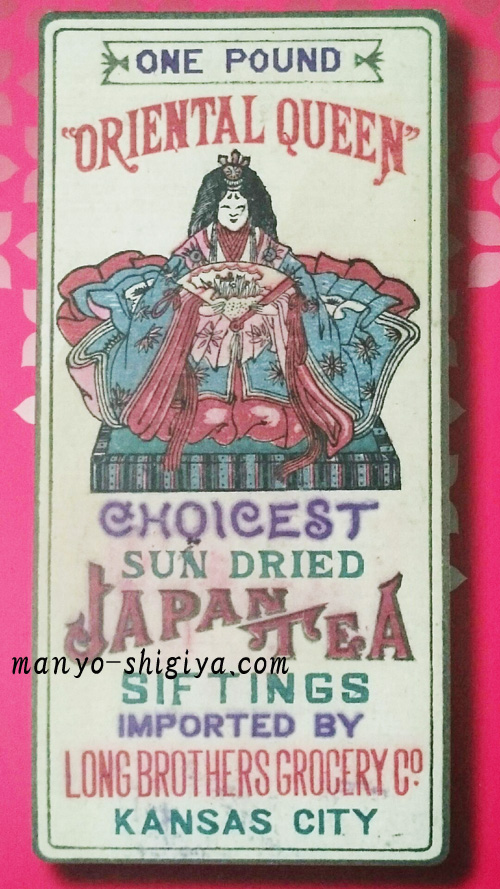 ONE POUND
"ORIENTAL QUEEN"
CHOICEST
SUN DRIED
JAPAN TEA
manyo-shigiya.com
SIFTINGS
IMPORTED BY
LONG BROTHERS GROCERY Co.
KANSAS CITY